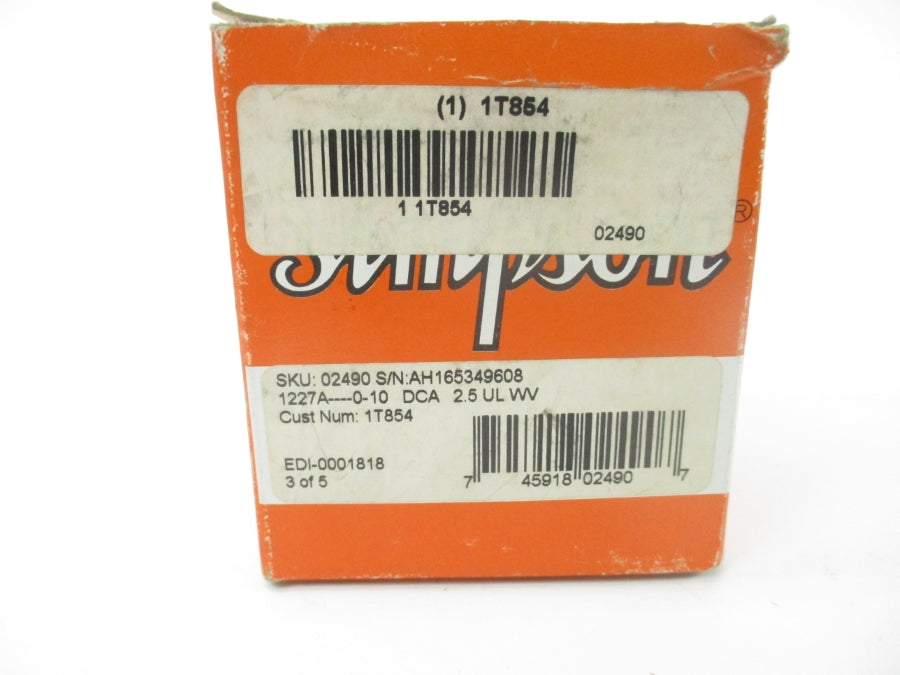 (1) 1T854
1 1T854
02490
Simpson ®
SKU: 02490 S/N:AH165349608
1227A----0-10 DCA 2.5 UL WV
Cust Num: 1T854
EDI-0001818
3 of 5
7 45918 02490 7